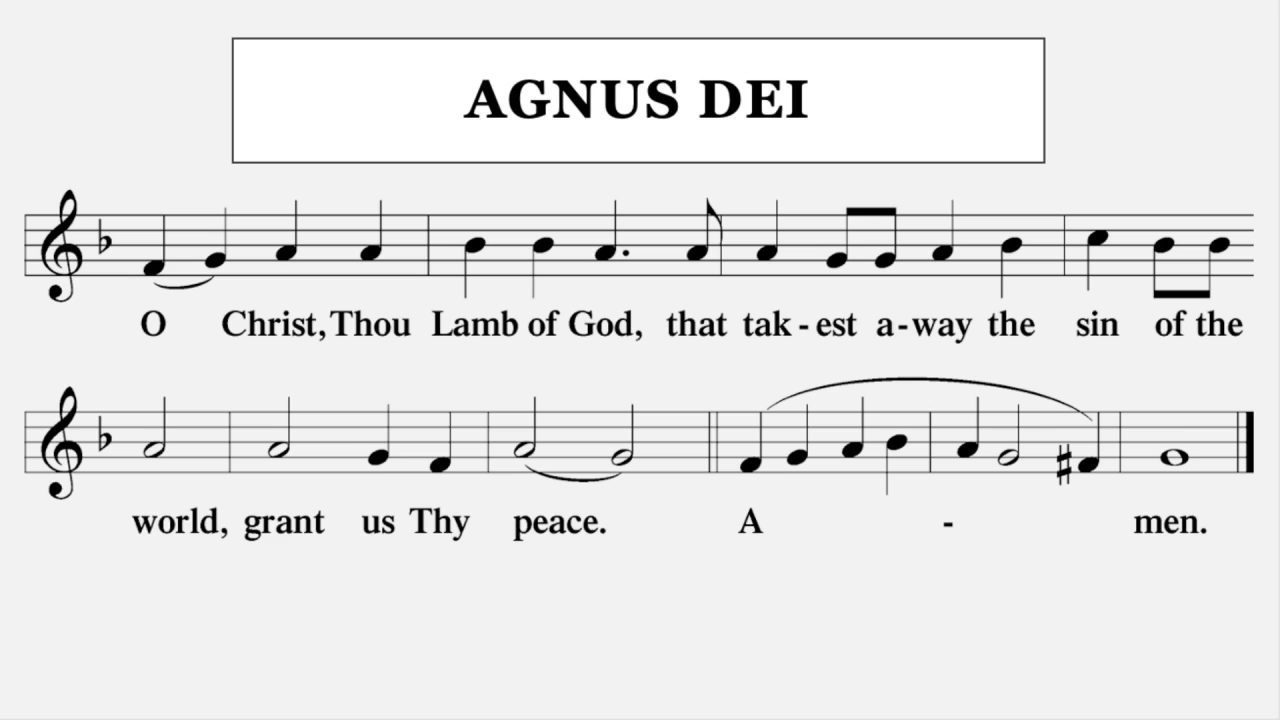 AGNUS DEI
O Christ, Thou Lamb of God, that tak - est a - way the sin of the
world, grant us Thy peace. A - men.